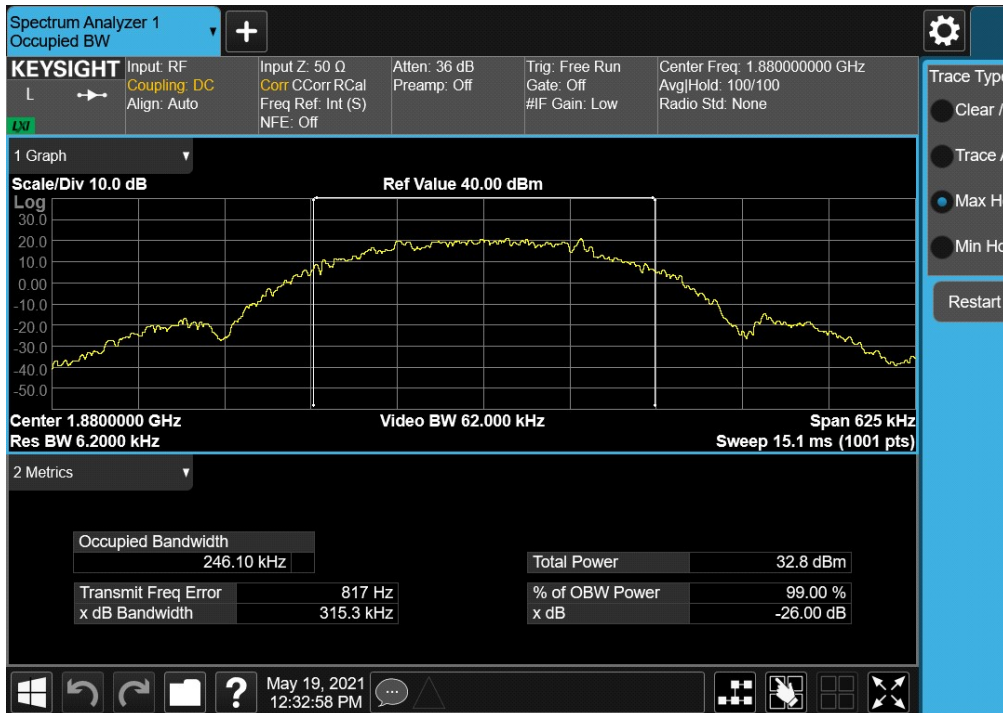 Spectrum Analyzer 1
Occupied BW
KEYSIGHT
L
LXI
Input: RF
Coupling: DC
Align: Auto
Input Z: 50 Ω
Corr CCorr RCal
Freq Ref: Int (S)
NFE: Off
Atten: 36 dB
Preamp: Off
Trig: Free Run
Gate: Off
#IF Gain: Low
Center Freq: 1.880000000 GHz
Avg|Hold: 100/100
Radio Std: None
Trace Type
Clear /
Trace A
Max Ho
Min Ho
Restart
1 Graph
Scale/Div 10.0 dB
Ref Value 40.00 dBm
Log
30.0
20.0
10.0
0.00
-10.0
-20.0
-30.0
-40.0
-50.0
Center 1.8800000 GHz
Video BW 62.000 kHz
Span 625 kHz
Res BW 6.2000 kHz
Sweep 15.1 ms (1001 pts)
2 Metrics
Occupied Bandwidth
246.10 kHz
Total Power 32.8 dBm
Transmit Freq Error 817 Hz
% of OBW Power 99.00 %
x dB Bandwidth 315.3 kHz
x dB -26.00 dB
?
May 19, 2021
12:32:58 PM